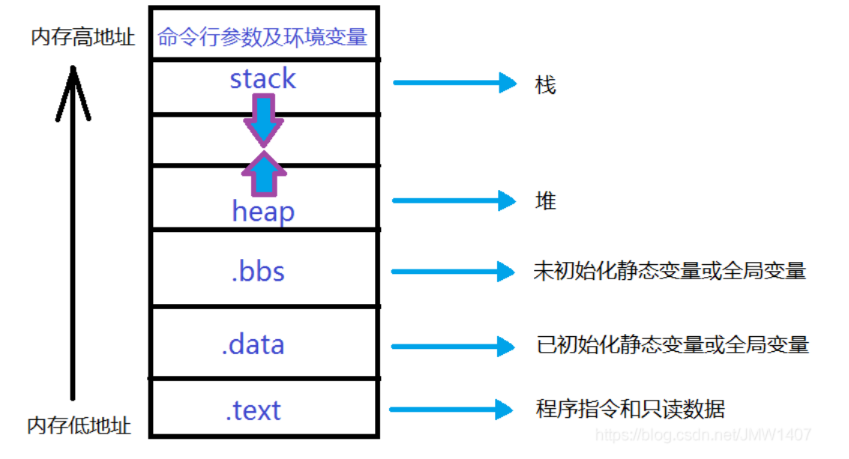 内存高地址
命令行参数及环境变量
stack
栈
heap
堆
.bbs
未初始化静态变量或全局变量
.data
已初始化静态变量或全局变量
.text
程序指令和只读数据
内存低地址
https://blog.csdn.net/JMW1407